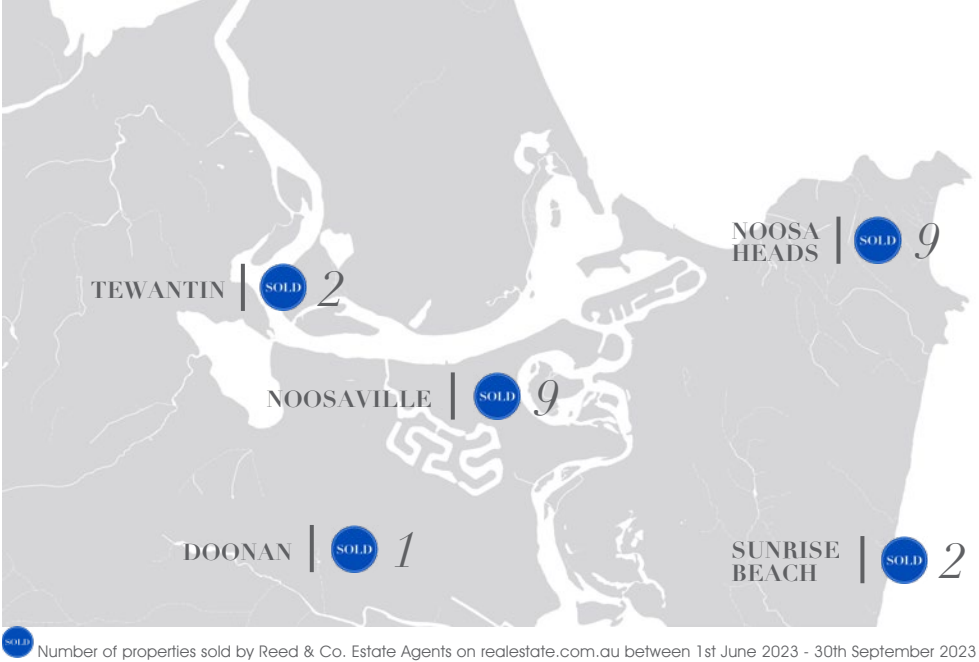 NOOSA
HEADS
SOLD
9
TEWANTIN
SOLD
2
NOOSAVILLE
SOLD
9
DOONAN
SOLD
1
SUNRISE
BEACH
SOLD
2
SOLD
Number of properties sold by Reed & Co. Estate Agents on realestate.com.au between 1st June 2023 - 30th September 2023